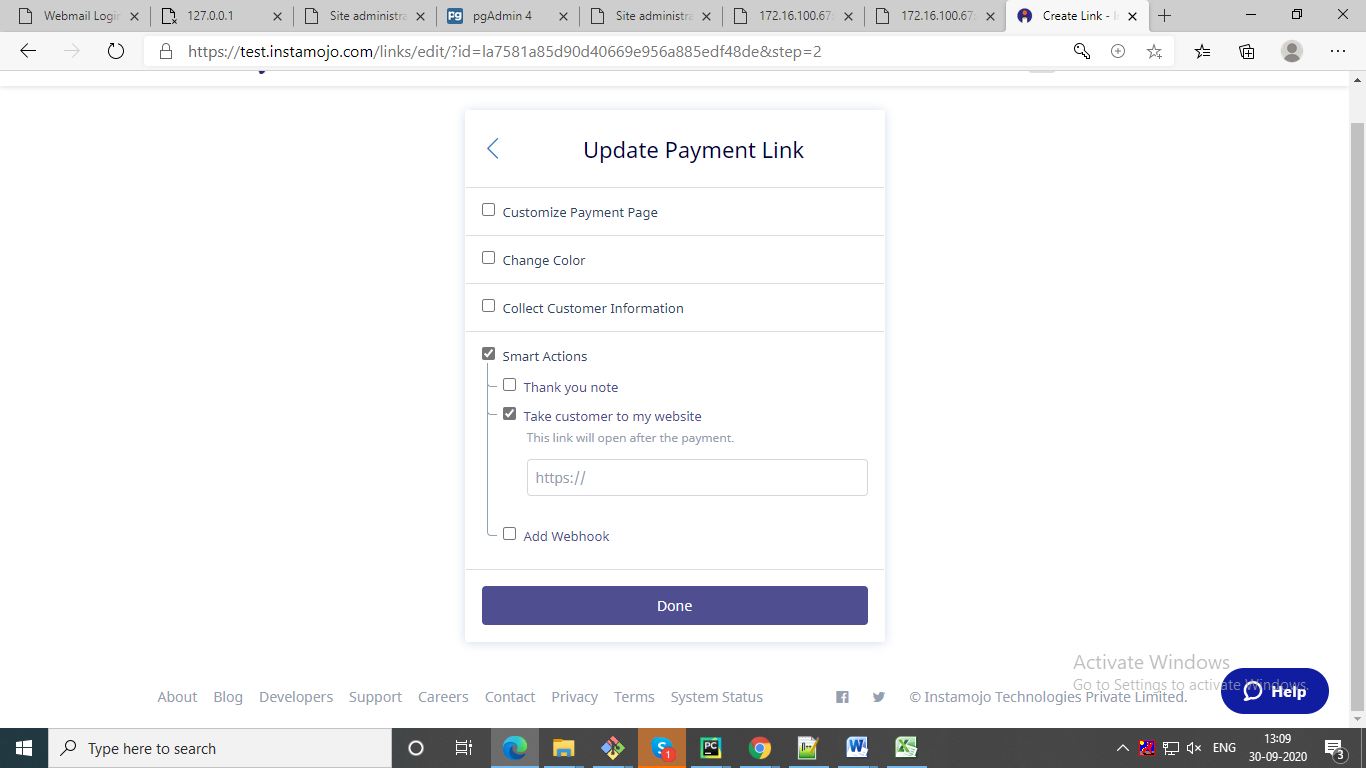 Webmail Login
127.0.0.1
Site administra
pgAdmin 4
Site administra
172.16.100.67:
172.16.100.67:
Create Link - I
https://test.instamojo.com/links/edit/?id=la7581a85d90d40669e956a885edf48de&step=2
Update Payment Link
Customize Payment Page
Change Color
Collect Customer Information
Smart Actions
Thank you note
Take customer to my website
This link will open after the payment.
https://
Add Webhook
Done
Activate Windows
Go to Settings to activate Windows.
About Blog Developers Support Careers Contact Privacy Terms System Status
© Instamojo Technologies Private Limited.
Help
Type here to search
ENG
13:09
30-09-2020
3